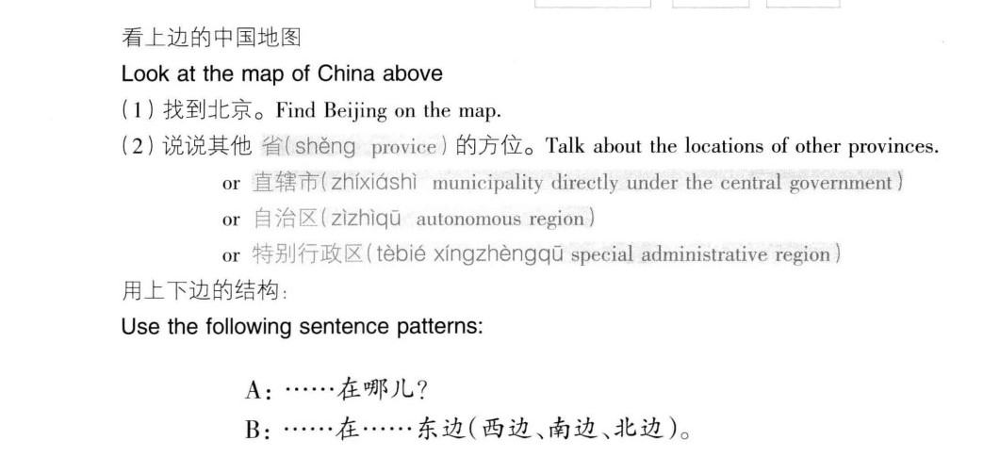 看上边的中国地图
Look at the map of China above
(1) 找到北京。Find Beijing on the map.
(2) 说说其他 省(shěng provice)的方位。Talk about the locations of other provinces.
or 直辖市(zhíxiáshì municipality directly under the central government)
or 自治区(zìzhìqū autonomous region)
or 特别行政区(tèbié xíngzhèngqū special administrative region)
用上下边的结构:
Use the following sentence patterns:
A: ……在哪儿?
B: ……在……东边(西边、南边、北边)。